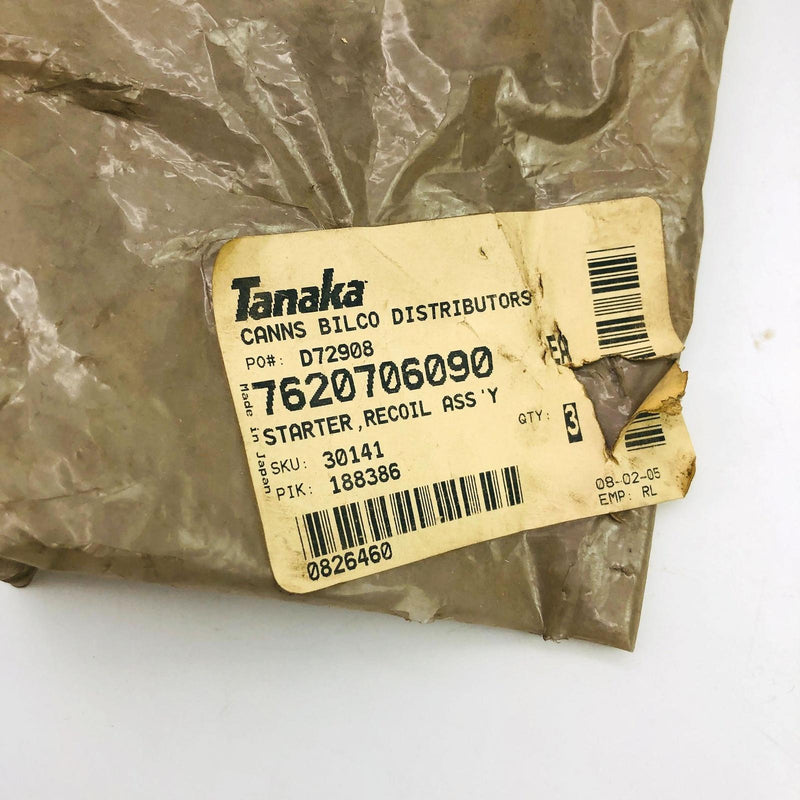 Tanaka
CANNS BILCO DISTRIBUTORS
PO#: D72908
7620706090
Made in Japan
STARTER,RECOIL ASS'Y
QTY: 3
SKU: 30141
PIK: 188386
0826460
08-02-05
EMP: RL